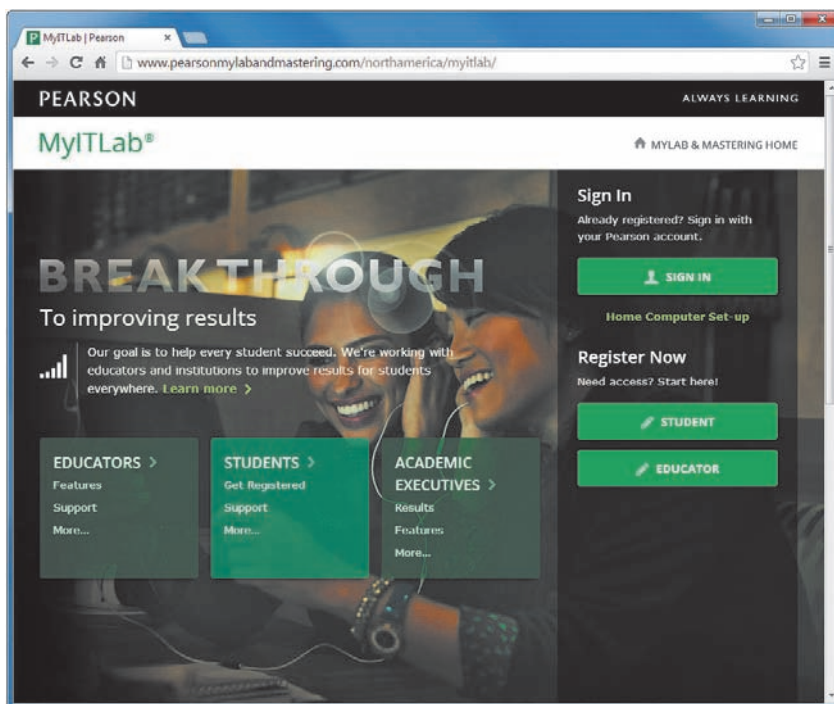 MyITLab | Pearson
www.pearsonmylabandmastering.com/northamerica/myitlab/
PEARSON
ALWAYS LEARNING
MyITLab®
MYLAB & MASTERING HOME
BREAKTHROUGH
To improving results
Our goal is to help every student succeed. We're working with
educators and institutions to improve results for students
everywhere. Learn more >
EDUCATORS >
Features
Support
More...
STUDENTS >
Get Registered
Support
More...
ACADEMIC
EXECUTIVES >
Results
Features
More...
Sign In
Already registered? Sign in with
your Pearson account.
SIGN IN
Home Computer Set-up
Register Now
Need access? Start here!
STUDENT
EDUCATOR